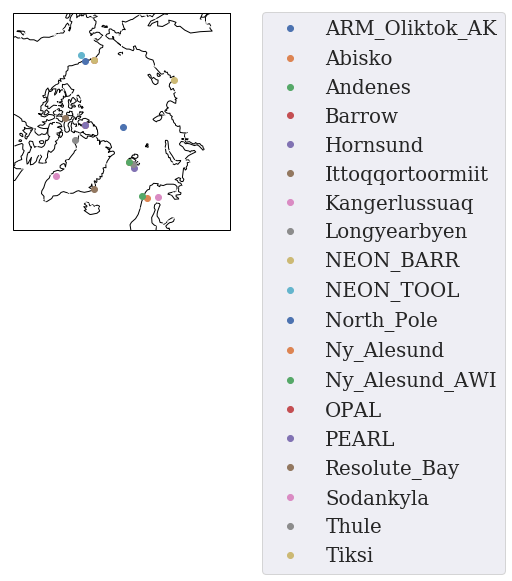 ARM_Oliktok_AK
Abisko
Andenes
Barrow
Hornsund
Ittoqqortoormiit
Kangerlussuaq
Longyearbyen
NEON_BARR
NEON_TOOL
North_Pole
Ny_Alesund
Ny_Alesund_AWI
OPAL
PEARL
Resolute_Bay
Sodankyla
Thule
Tiksi